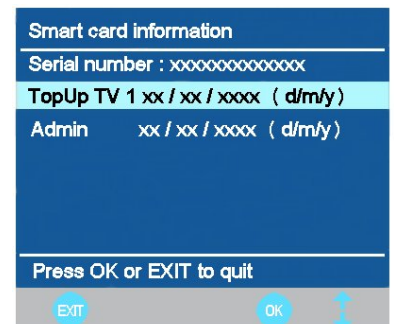 Smart card information
Serial number : xxxxxxxxxxxxx
TopUp TV 1 xx / xx / xxxx ( d/m/y )
Admin xx / xx / xxxx ( d/m/y )
Press OK or EXIT to quit
EXIT OK